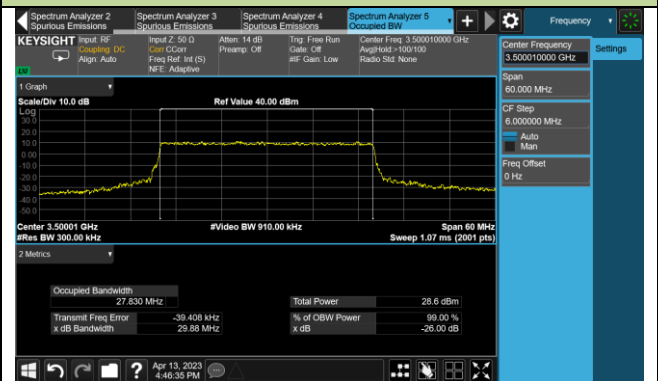 Spectrum Analyzer 2
Spurious Emissions
Spectrum Analyzer 3
Spurious Emissions
Spectrum Analyzer 4
Spurious Emissions
Spectrum Analyzer 5
Occupied BW
Frequency
KEYSIGHT
Input: RF
Coupling: DC
Align: Auto
Input Z: 50 Ω
Corr CCorr
Freq Ref: Int (S)
NFE: Adaptive
Atten: 14 dB
Preamp: Off
Trig: Free Run
Gate: Off
#IF Gain: Low
Center Freq: 3.500010000 GHz
Avg|Hold:>100/100
Radio Std: None
Center Frequency
3.500010000 GHz
Settings
Span
60.000 MHz
CF Step
6.000000 MHz
Auto
Man
Freq Offset
0 Hz
1 Graph
Scale/Div 10.0 dB
Ref Value 40.00 dBm
Log
30.0
20.0
10.0
0.00
-10.0
-20.0
-30.0
-40.0
-50.0
Center 3.50001 GHz
#Res BW 300.00 kHz
#Video BW 910.00 kHz
Span 60 MHz
Sweep 1.07 ms (2001 pts)
2 Metrics
Occupied Bandwidth
27.830 MHz
Total Power
28.6 dBm
Transmit Freq Error
-39.408 kHz
% of OBW Power
99.00 %
x dB Bandwidth
29.88 MHz
x dB
-26.00 dB
Apr 13, 2023
4:46:35 PM